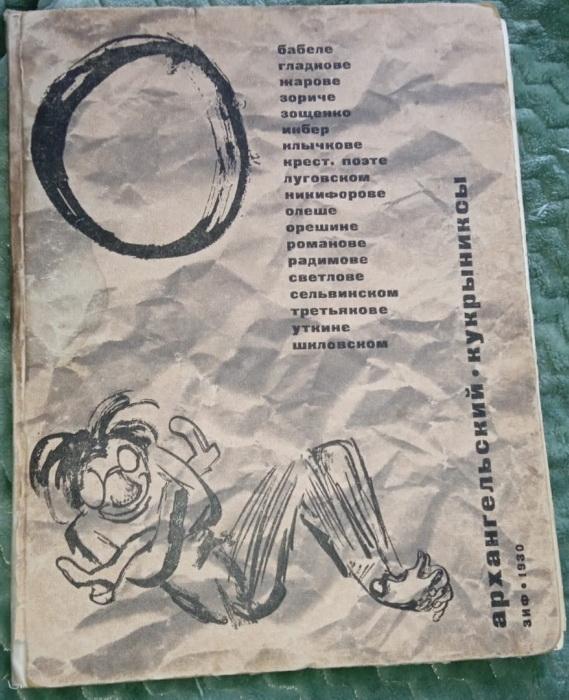 О
бабеле
гладкове
жарове
зориче
зощенко
инбер
клычкове
крест. поэте
луговском
никифорове
олеше
орешине
романове
радимове
светлове
сельвинском
третьякове
уткине
шкловском
архангельский • кукрыниксы
зиф • 1930